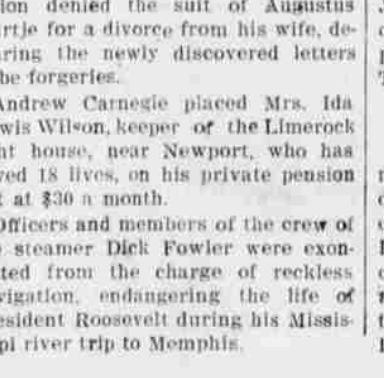 ion denied the suit of Augustus
artje for a divorce from his wife, de-
aring the newly discovered letters
be forgeries.
Andrew Carnegie placed Mrs. Ida
wis Wilson, keeper of the Limerock
ht house, near Newport, who has
ved 18 lives, on his private pension
t at $30 a month.
Officers and members of the crew of
e steamer Dick Fowler were exon-
ted from the charge of reckless
vigation, endangering the life of
esident Roosevelt during his Missis-
pi river trip to Memphis.